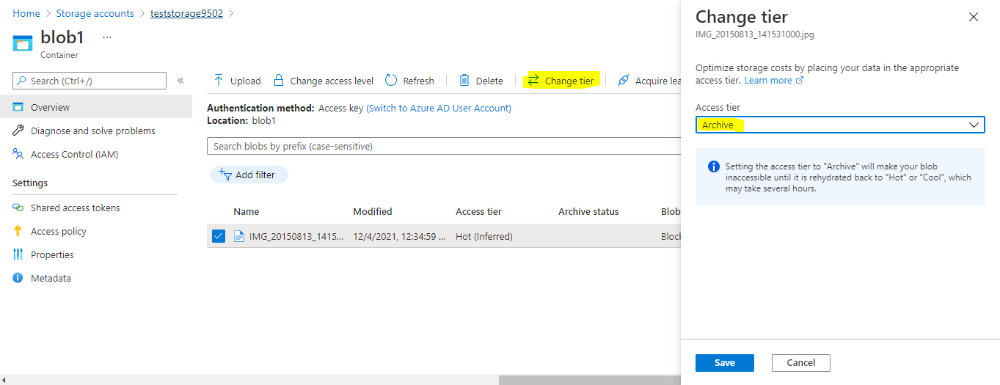 Home > Storage accounts > teststorage9502 >
blob1 ...
Container
Search (Ctrl+/) «
Overview
Diagnose and solve problems
Access Control (IAM)
Settings
Shared access tokens
Access policy
Properties
Metadata
Upload Change access level Refresh Delete Change tier Acquire lea
Authentication method: Access key (Switch to Azure AD User Account)
Location: blob1
Search blobs by prefix (case-sensitive)
Add filter
Name Modified Access tier Archive status Blob
IMG_20150813_1415... 12/4/2021, 12:34:59 ... Hot (Inferred) Block
Change tier
IMG_20150813_141531000.jpg
Optimize storage costs by placing your data in the appropriate
access tier. Learn more
Access tier
Archive
Setting the access tier to "Archive" will make your blob
inaccessible until it is rehydrated back to "Hot" or "Cool", which
may take several hours.
Save Cancel